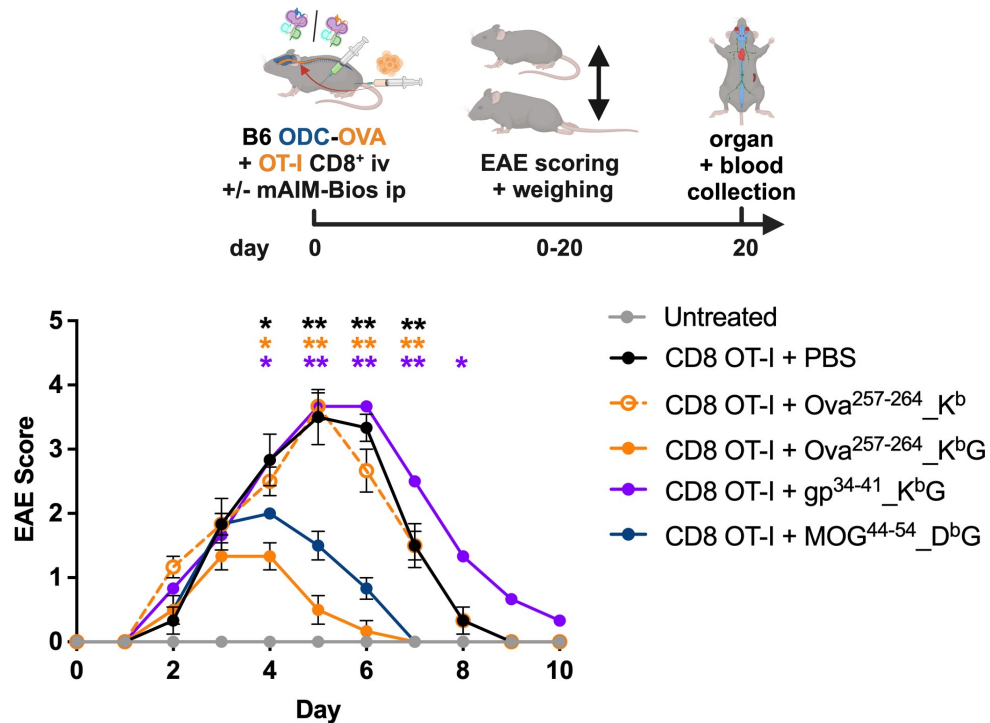 B6 ODC-OVA
+ OT-I CD8⁺ iv
+/- mAIM-Bios ip
EAE scoring
+ weighing
organ
+ blood
collection
day 0 0-20 20
EAE Score
5
4
3
2
1
0
* ** ** **
* ** ** **
* ** ** ** *
0 2 4 6 8 10
Day
Untreated
CD8 OT-I + PBS
CD8 OT-I + Ova²⁵⁷⁻²⁶⁴_Kᵇ
CD8 OT-I + Ova²⁵⁷⁻²⁶⁴_KᵇG
CD8 OT-I + gp³⁴⁻⁴¹_KᵇG
CD8 OT-I + MOG⁴⁴⁻⁵⁴_DᵇG